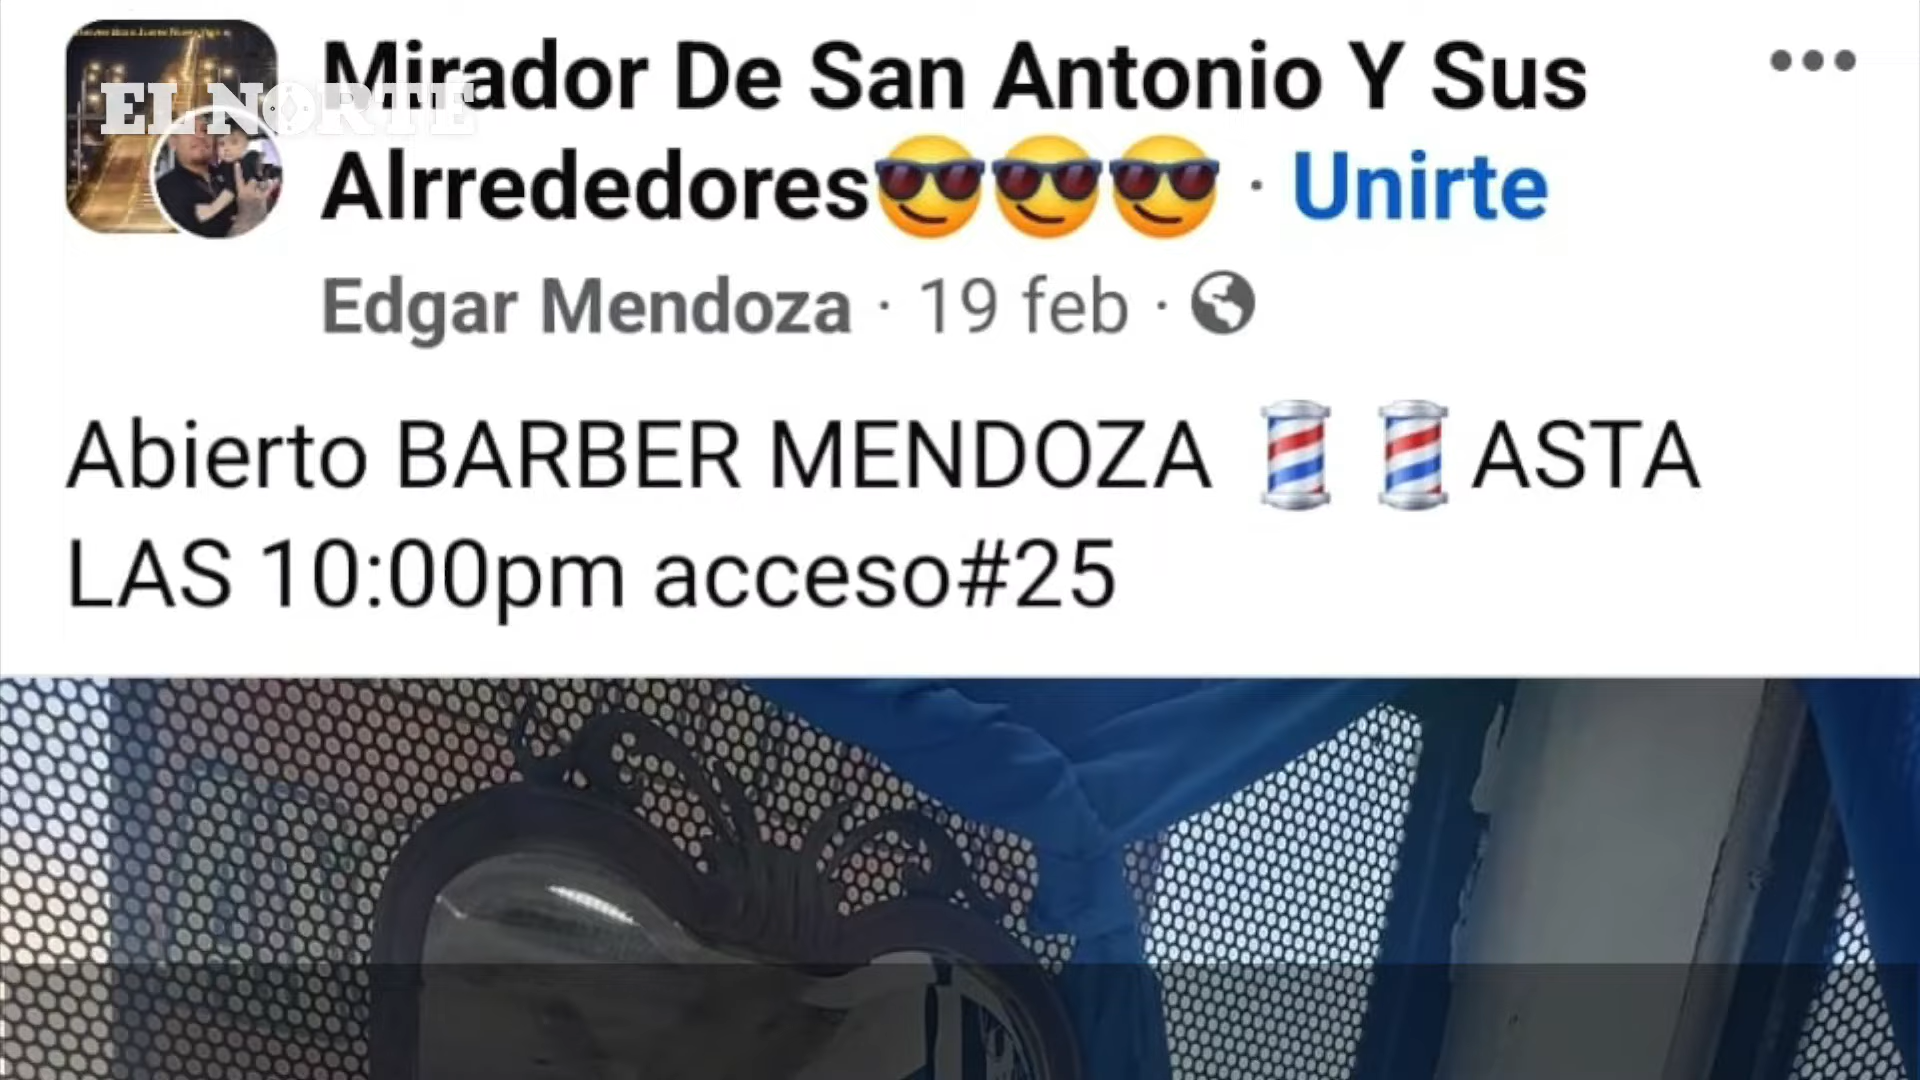 EL NORTE
Mirador De San Antonio Y Sus
Alrrededores😎😎😎 · Unirte
Edgar Mendoza · 19 feb ·
Abierto BARBER MENDOZA 💈💈ASTA
LAS 10:00pm acceso#25